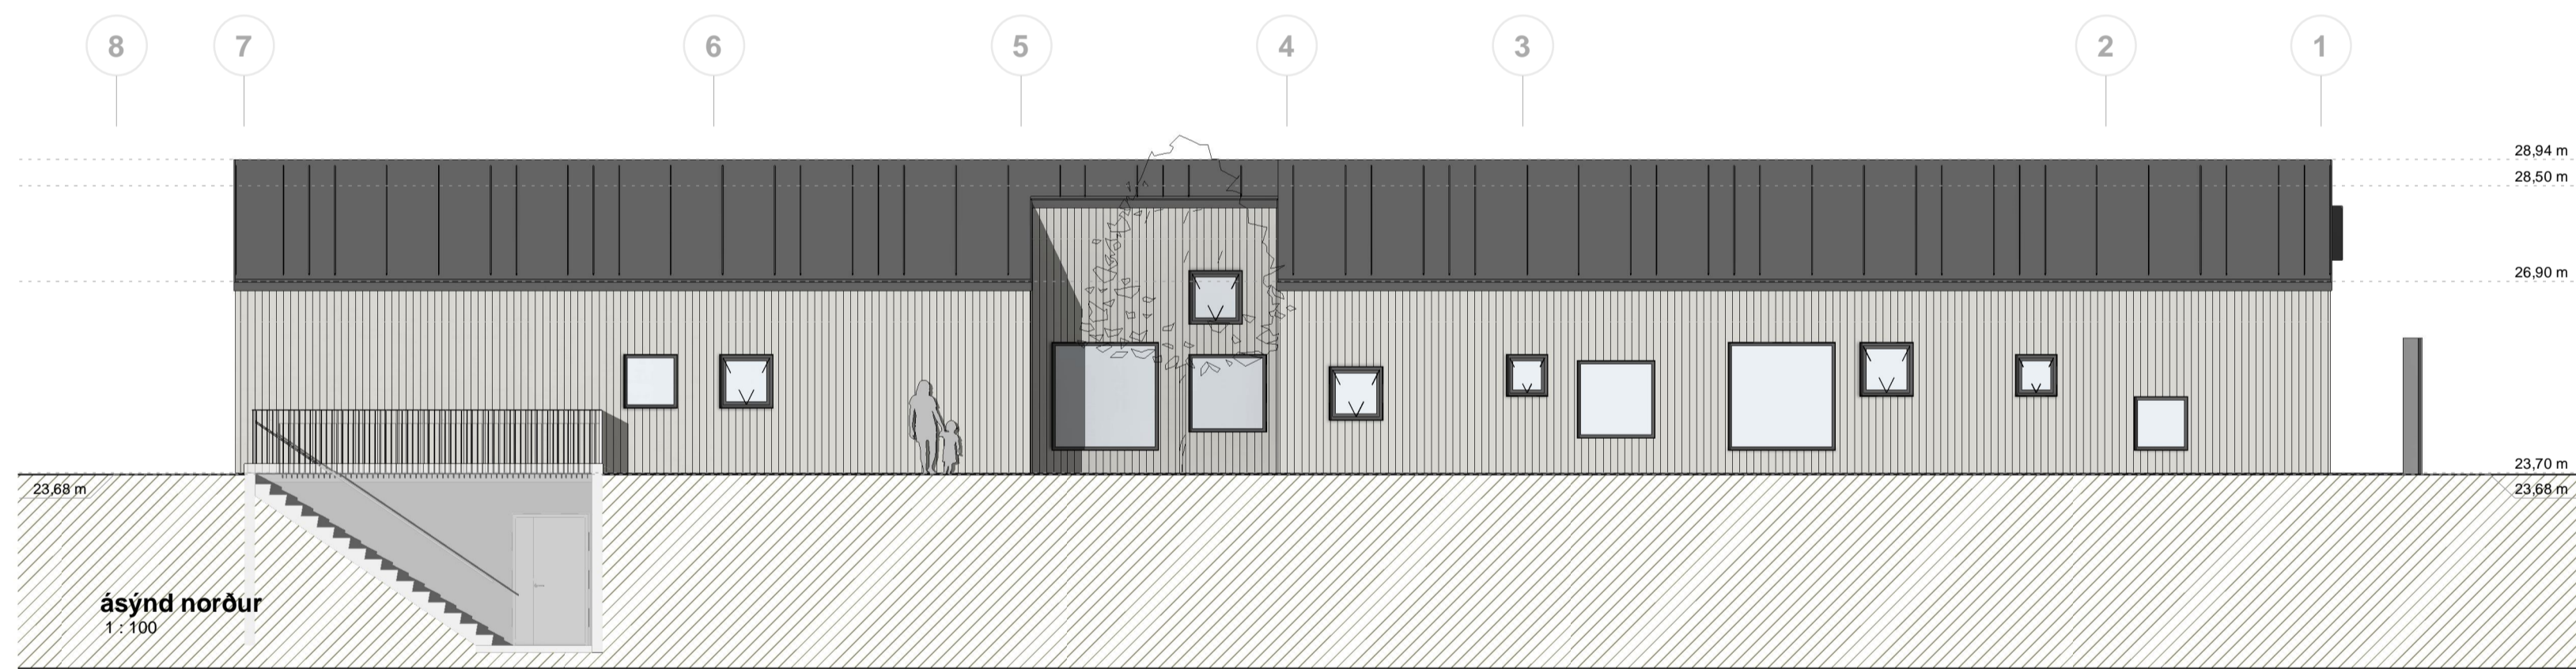 8 7 6 5 4 3 2 1
28,94 m
28,50 m
26,90 m
23,70 m
23,68 m
23,68 m
ásýnd norður
1 : 100